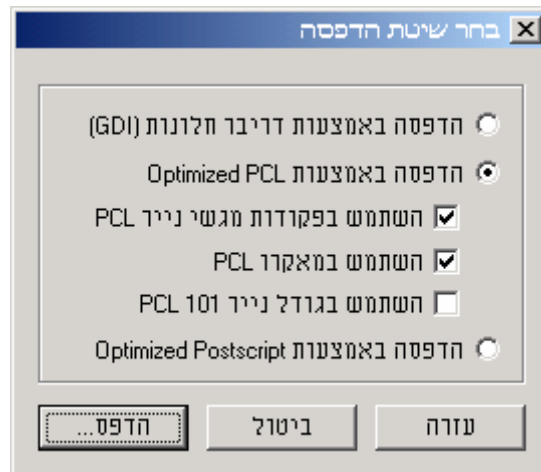 בחר שיטת הדפסה
הדפסה באמצעות דרייבר חלונות (GDI)
הדפסה באמצעות Optimized PCL
השתמש בפקודות מגשי נייר PCL
השתמש במאקרו PCL
השתמש בגודל נייר 101 PCL
הדפסה באמצעות Optimized Postscript
עזרה
ביטול
הדפס...